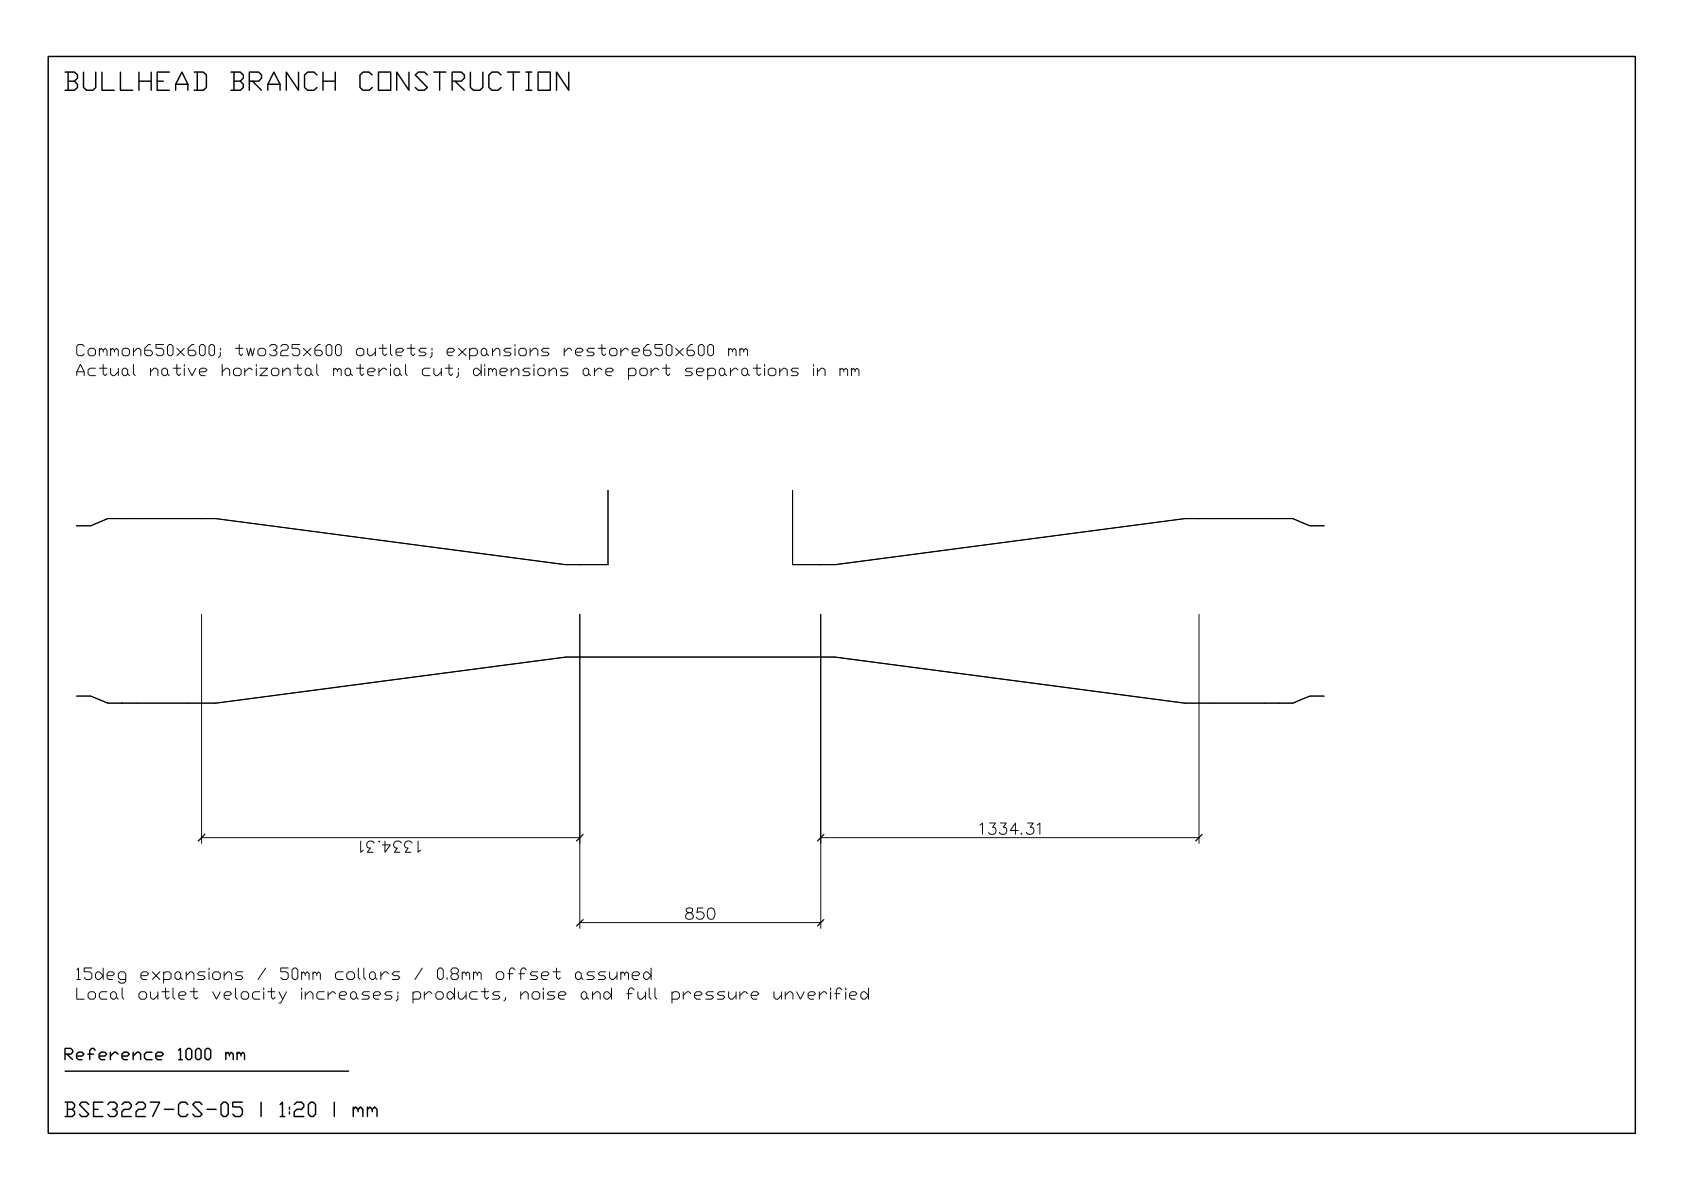 BULLHEAD BRANCH CONSTRUCTION
Common650x600; two325x600 outlets; expansions restore650x600 mm
Actual native horizontal material cut; dimensions are port separations in mm
1334.31
1334.31
850
15deg expansions / 50mm collars / 0.8mm offset assumed
Local outlet velocity increases; products, noise and full pressure unverified
Reference 1000 mm
BSE3227-CS-05 | 1:20 | mm